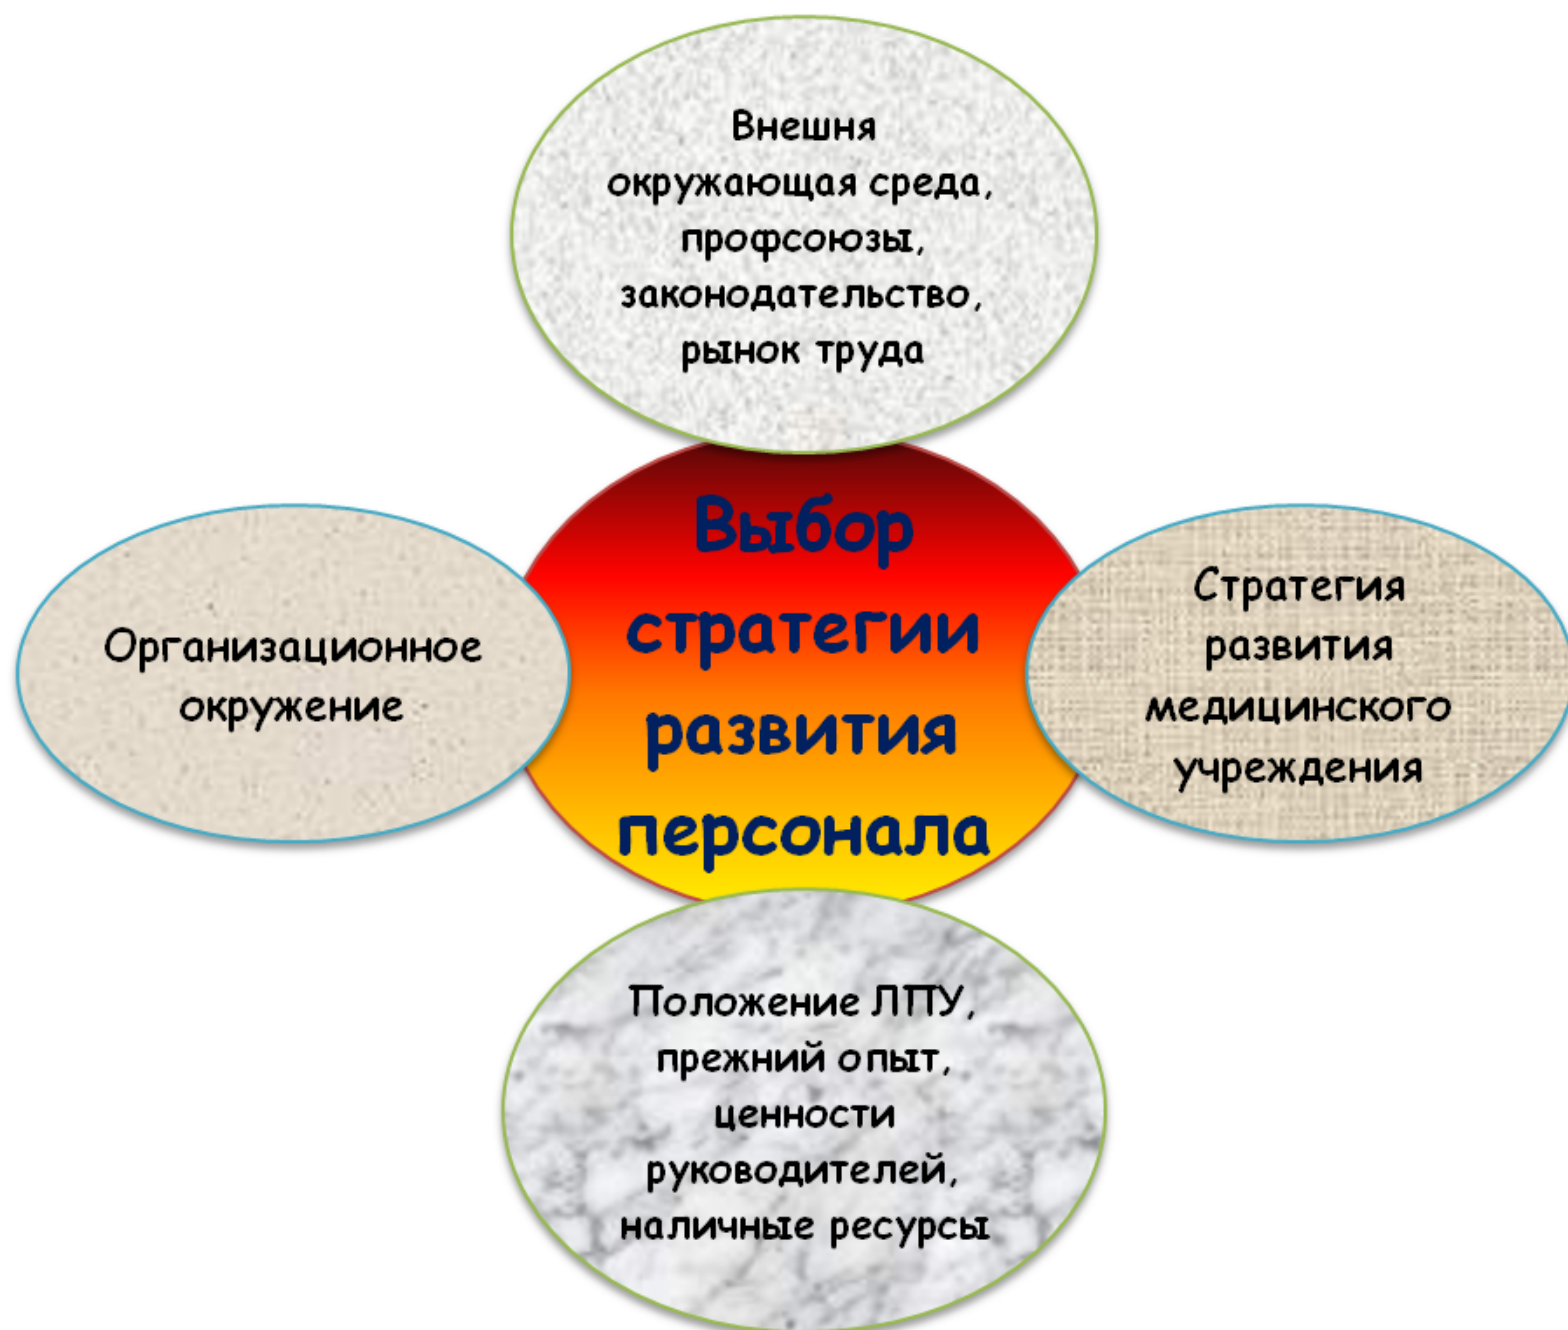 Внешня
окружающая среда,
профсоюзы,
законодательство,
рынок труда
Выбор
стратегии
развития
персонала
Организационное
окружение
Стратегия
развития
медицинского
учреждения
Положение ЛПУ,
прежний опыт,
ценности
руководителей,
наличные ресурсы